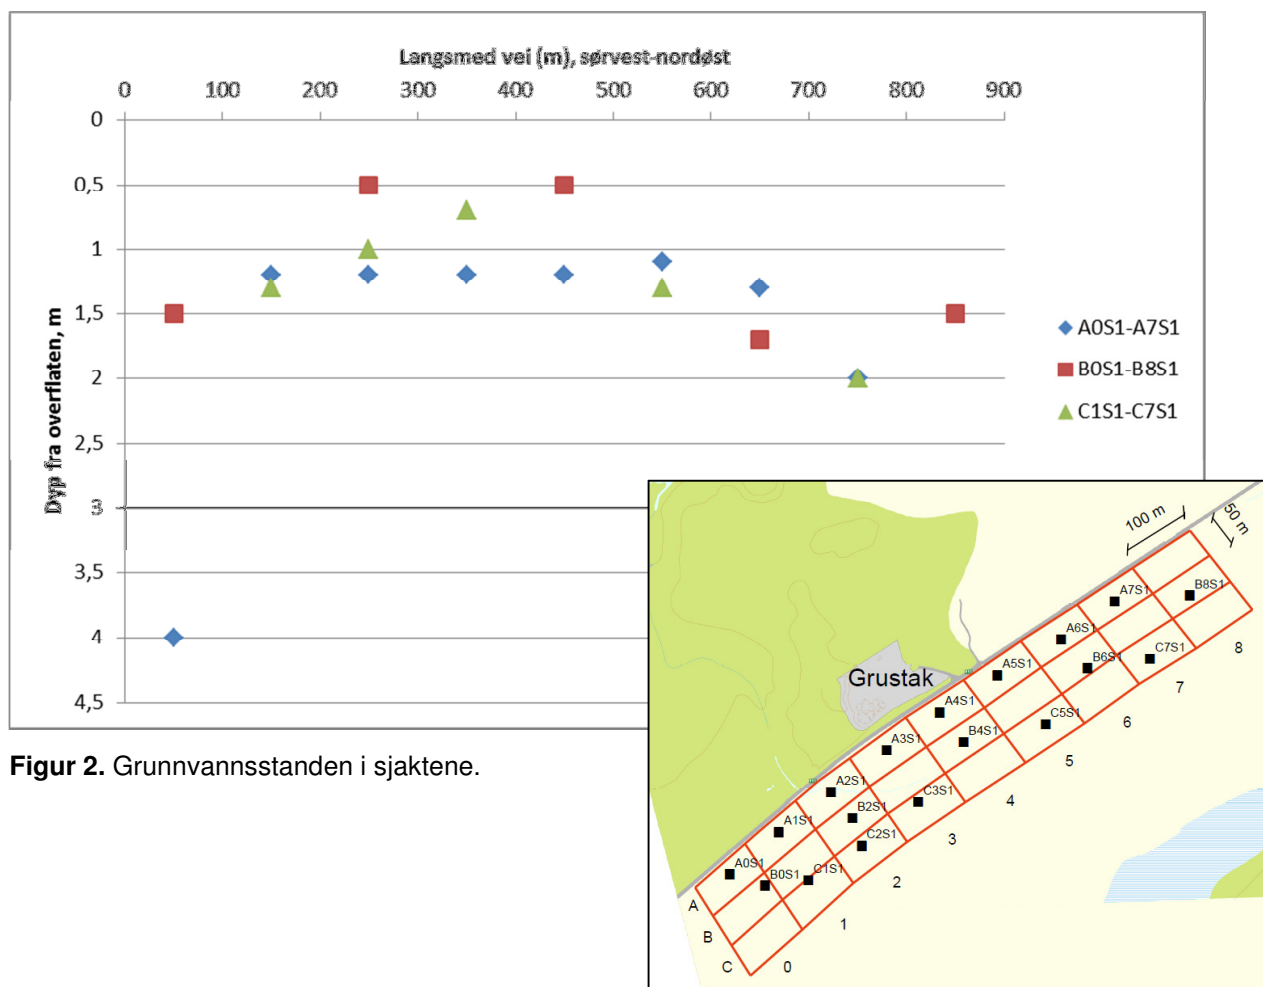 Langsmed vei (m), sørvest-nordøst
0 100 200 300 400 500 600 700 800 900
0
0,5
1
1,5
2
2,5
3
3,5
4
4,5
Dyp fra overflaten, m
A0S1-A7S1
B0S1-B8S1
C1S1-C7S1
100 m
50 m
Grustak
A7S1
B8S1
A6S1
B6S1
C7S1
A5S1
A4S1
B4S1
C5S1
A3S1
A2S1
B2S1
C3S1
A1S1
C2S1
A0S1
B0S1
C1S1
A
B
C
0
1
2
3
4
5
6
7
8
Figur 2. Grunnvannsstanden i sjaktene.